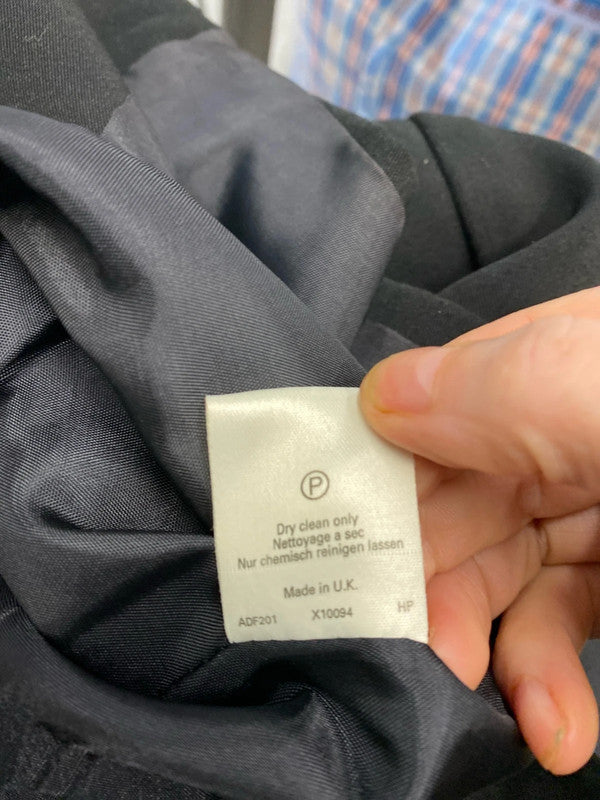 P
Dry clean only
Nettoyage a sec
Nur chemisch reinigen lassen
Made in U.K.
ADF201 X10094 HP